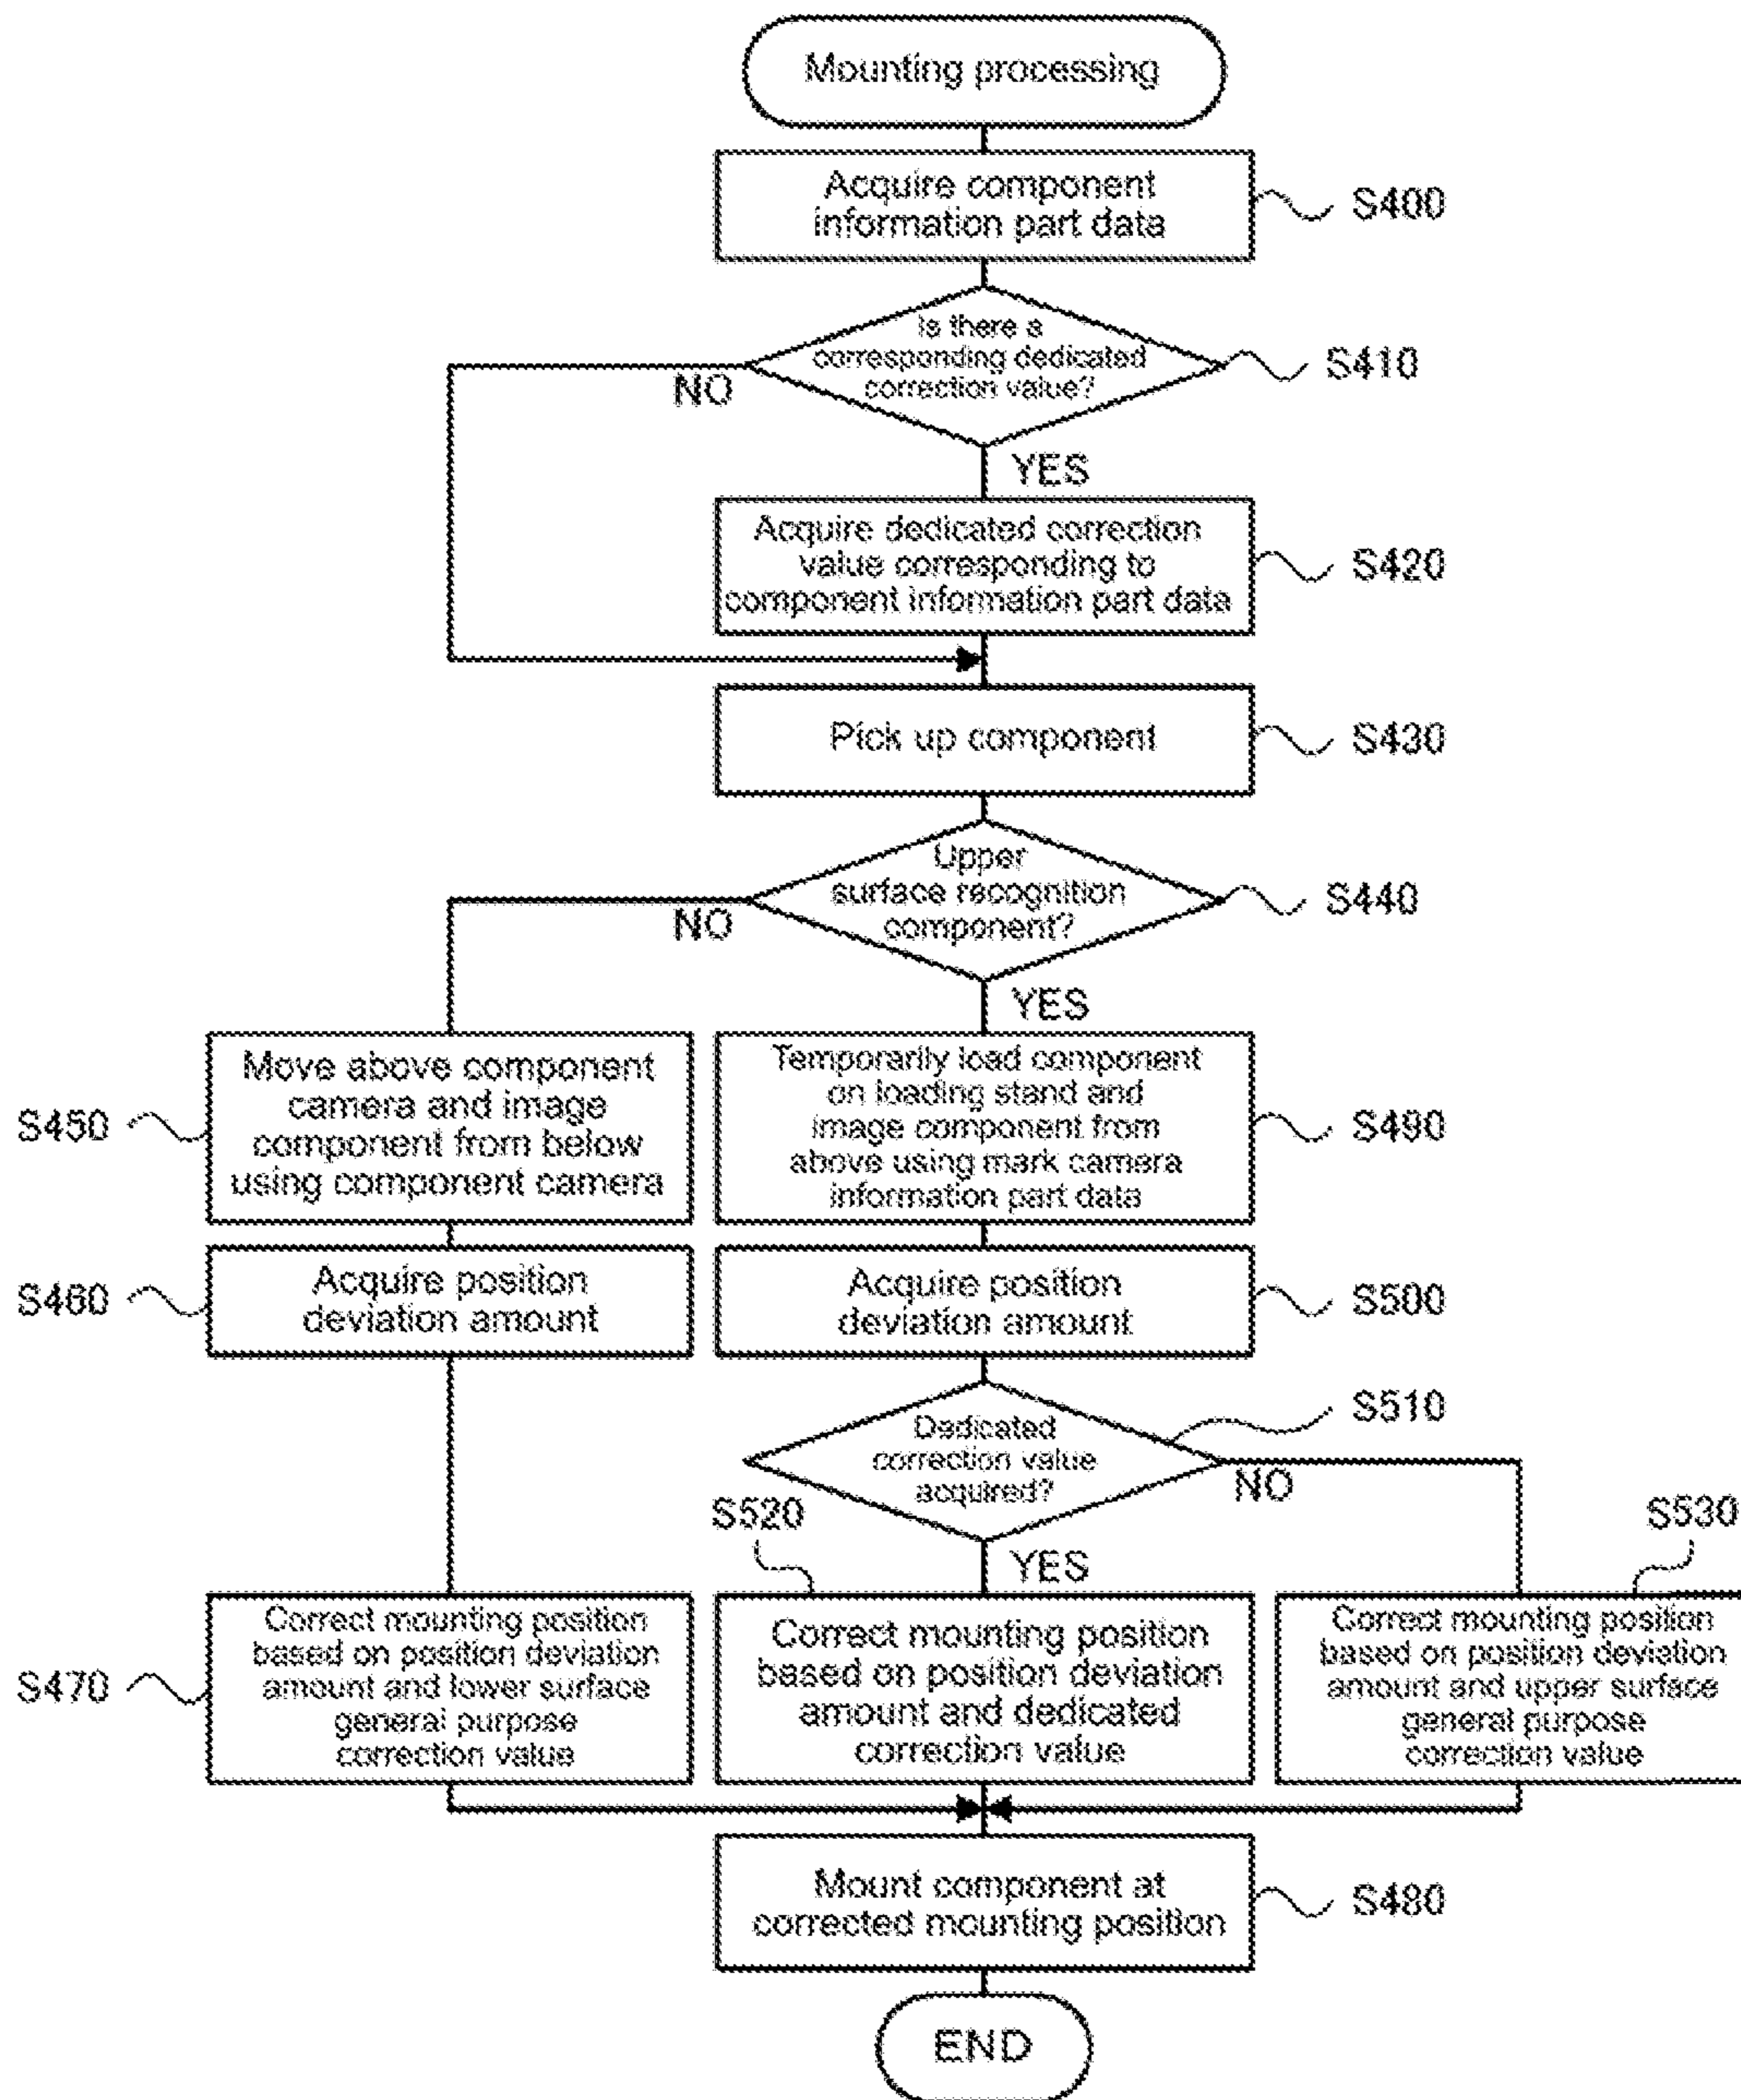 Mounting processing
Acquire component
information part data
S400
Is there a
corresponding dedicated
correction value?
S410
NO
YES
Acquire dedicated correction
value corresponding to
component information part data
S420
Pick up component
S430
Upper
surface recognition
component?
S440
NO
YES
S450
Move above component
camera and image
component from below
using component camera
Temporarily load component
on loading stand and
image component from
above using mark camera
information part data
S490
S460
Acquire position
deviation amount
Acquire position
deviation amount
S500
Dedicated
correction value
acquired?
S510
NO
YES
S520
S530
S470
Correct mounting position
based on position deviation
amount and lower surface
general purpose
correction value
Correct mounting position
based on position deviation
amount and dedicated
correction value
Correct mounting position
based on position deviation
amount and upper surface
general purpose
correction value
Mount component at
corrected mounting position
S480
END